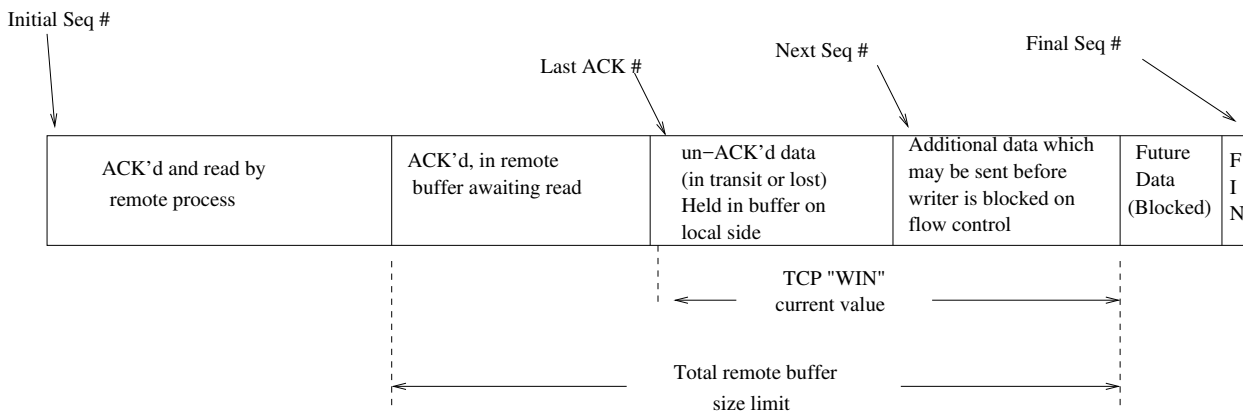 Initial Seq #
Last ACK #
Next Seq #
Final Seq #
ACK'd and read by
remote process
ACK'd, in remote
buffer awaiting read
un−ACK'd data
(in transit or lost)
Held in buffer on
local side
Additional data which
may be sent before
writer is blocked on
flow control
Future
Data
(Blocked)
F
I
N
TCP "WIN"
current value
Total remote buffer
size limit